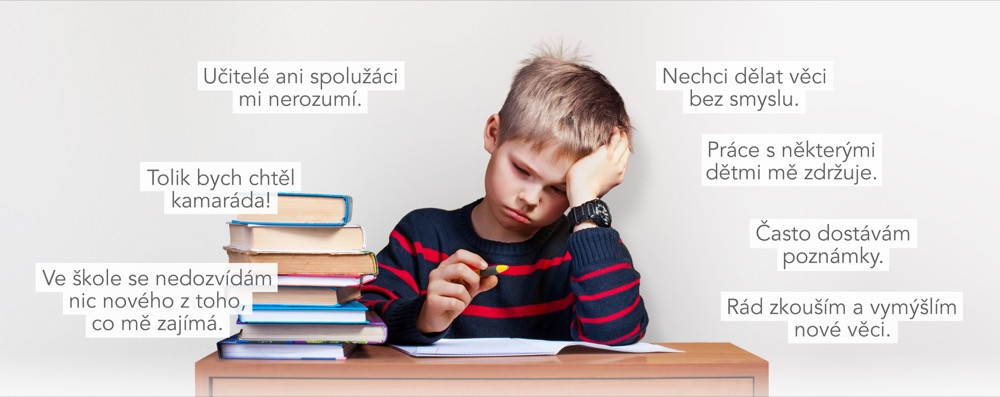 Učitelé ani spolužáci
mi nerozumí.
Tolik bych chtěl
kamaráda!
Ve škole se nedozvídám
nic nového z toho,
co mě zajímá.
Nechci dělat věci
bez smyslu.
Práce s některými
dětmi mě zdržuje.
Často dostávám
poznámky.
Rád zkouším a vymýšlím
nové věci.